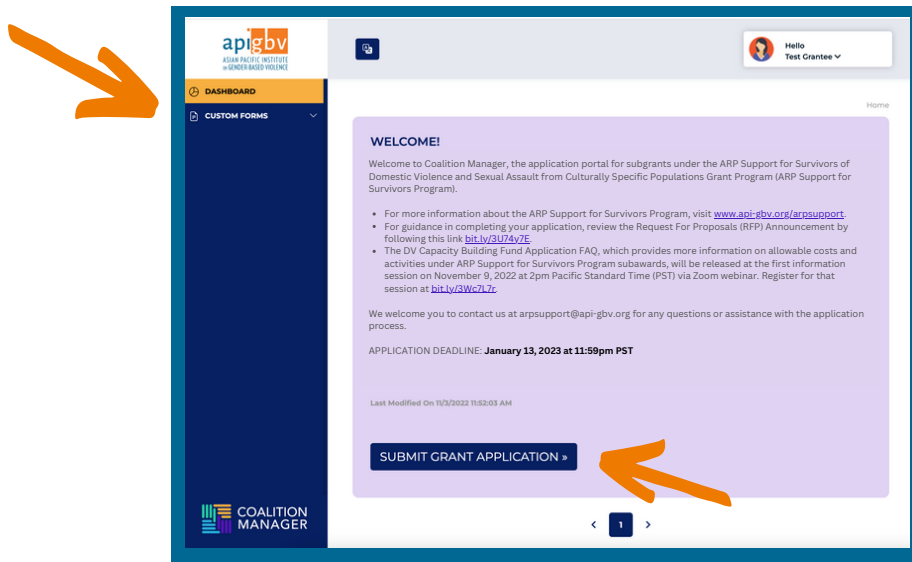 apigbv
ASIAN PACIFIC INSTITUTE
on GENDER-BASED VIOLENCE
Hello
Test Grantee
DASHBOARD
CUSTOM FORMS
Home
WELCOME!
Welcome to Coalition Manager, the application portal for subgrants under the ARP Support for Survivors of
Domestic Violence and Sexual Assault from Culturally Specific Populations Grant Program (ARP Support for
Survivors Program).
• For more information about the ARP Support for Survivors Program, visit www.api-gbv.org/arpsupport.
• For guidance in completing your application, review the Request For Proposals (RFP) Announcement by
following this link bit.ly/3U74y7E.
• The DV Capacity Building Fund Application FAQ, which provides more information on allowable costs and
activities under ARP Support for Survivors Program subawards, will be released at the first information
session on November 9, 2022 at 2pm Pacific Standard Time (PST) via Zoom webinar. Register for that
session at bit.ly/3Wc7L7r.
We welcome you to contact us at arpsupport@api-gbv.org for any questions or assistance with the application
process.
APPLICATION DEADLINE: January 13, 2023 at 11:59pm PST
Last Modified On 11/3/2022 11:52:03 AM
SUBMIT GRANT APPLICATION »
COALITION
MANAGER
‹ 1 ›